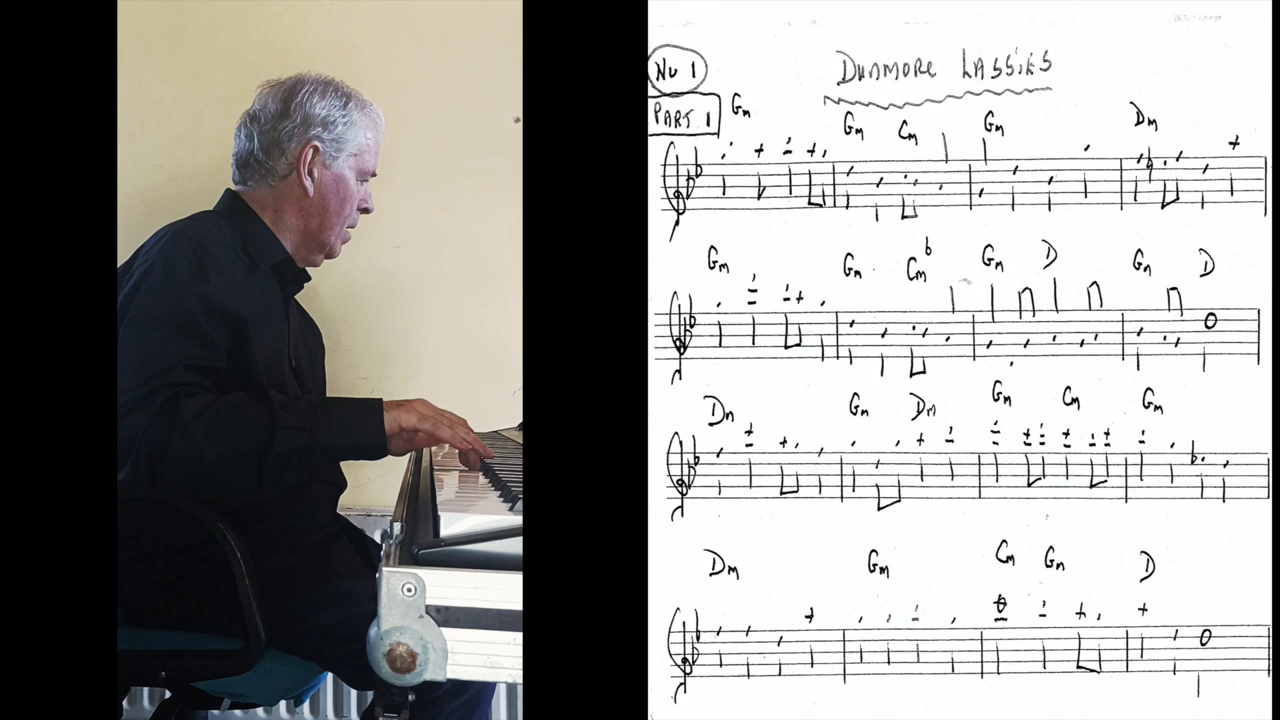 No 1 Dunmore Lassies
Part 1
Gm Gm Cm Gm Dm
Gm Gm Cm b Gm D Gm D
Dm Gm Dm Gm Cm Gm
Dm Gm Cm Gm D